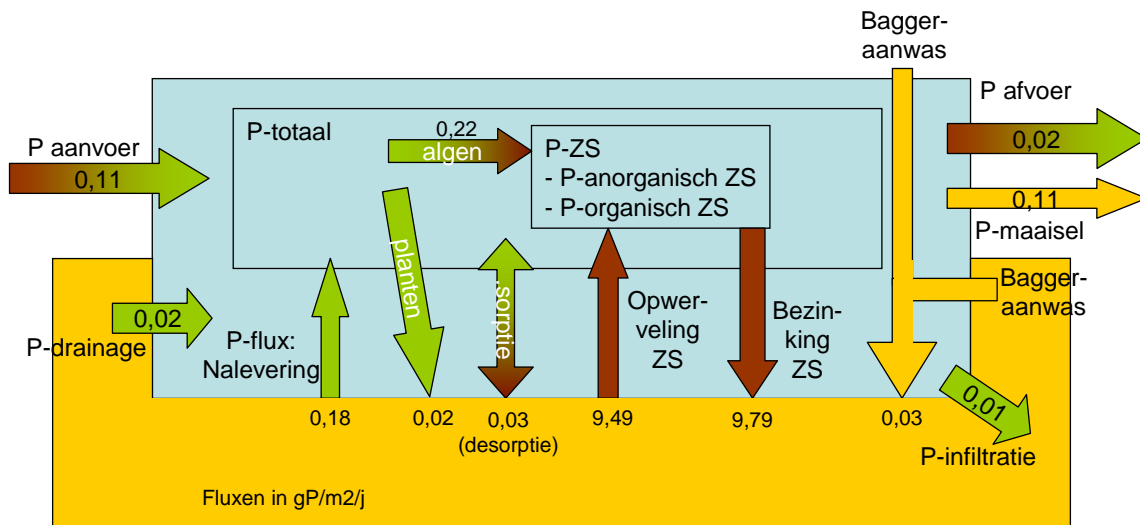 Bagger-
aanwas
P afvoer
0,02
P-totaal
0,22
algen
P-ZS
- P-anorganisch ZS
- P-organisch ZS
P aanvoer
0,11
0,11
P-maaisel
planten
.sorptie
Bagger-
aanwas
0,02
P-drainage
P-flux:
Nalevering
Opwer-
veling
ZS
Bezin-
king
ZS
0,18
0,02
0,03
(desorptie)
9,49
9,79
0,03
0,01
P-infiltratie
Fluxen in gP/m2/j